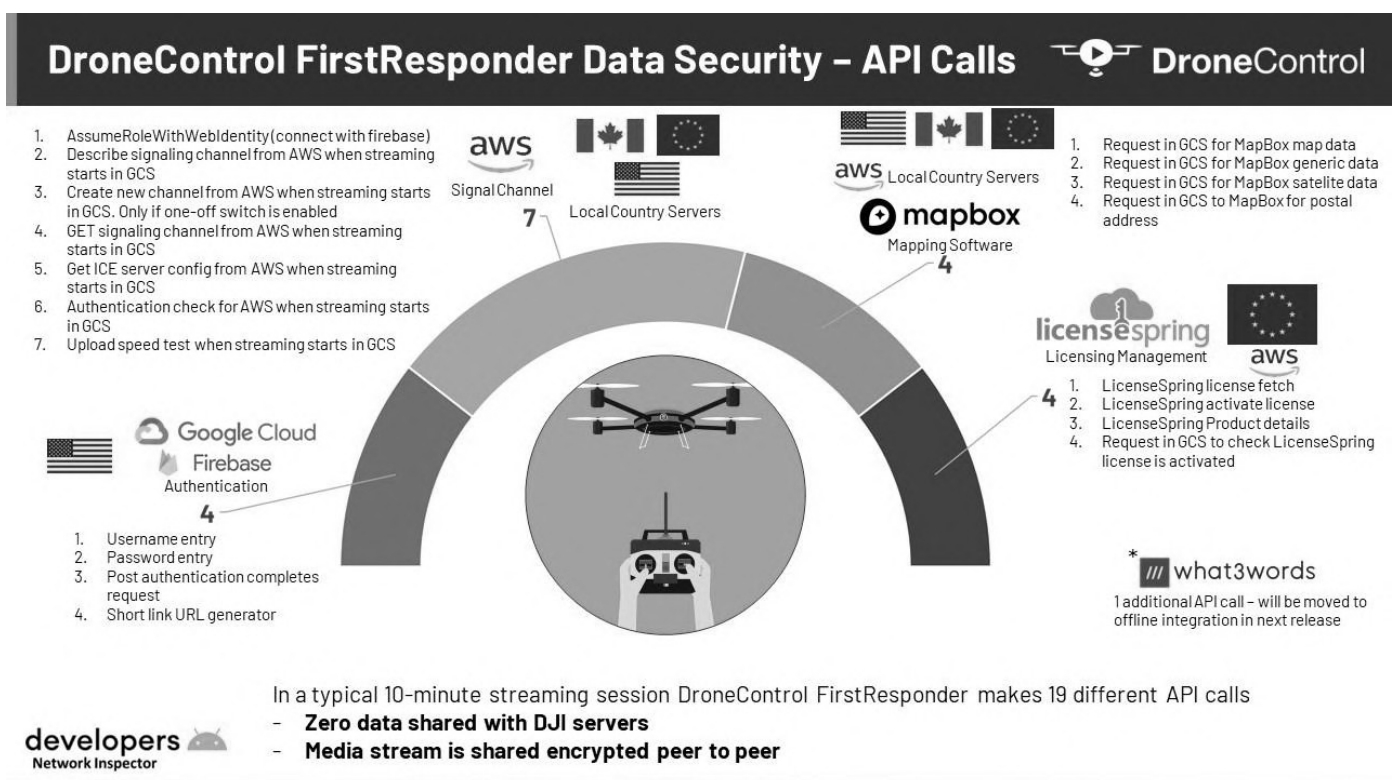 DroneControl FirstResponder Data Security – API Calls
DroneControl
1. AssumeRoleWithWebIdentity (connect with firebase)
2. Describe signaling channel from AWS when streaming
starts in GCS
3. Create new channel from AWS when streaming starts
in GCS. Only if one-off switch is enabled
4. GET signaling channel from AWS when streaming
starts in GCS
5. Get ICE server config from AWS when streaming
starts in GCS
6. Authentication check for AWS when streaming starts
in GCS
7. Upload speed test when streaming starts in GCS
aws
Signal Channel
7
Local Country Servers
aws Local Country Servers
mapbox
Mapping Software
4
1. Request in GCS for MapBox map data
2. Request in GCS for MapBox generic data
3. Request in GCS for MapBox satelite data
4. Request in GCS to MapBox for postal
address
licensespring
Licensing Management
aws
4
1. LicenseSpring license fetch
2. LicenseSpring activate license
3. LicenseSpring Product details
4. Request in GCS to check LicenseSpring
license is activated
Google Cloud
Firebase
Authentication
4
1. Username entry
2. Password entry
3. Post authentication completes
request
4. Short link URL generator
* /// what3words
1 additional API call – will be moved to
offline integration in next release
In a typical 10-minute streaming session DroneControl FirstResponder makes 19 different API calls
- Zero data shared with DJI servers
- Media stream is shared encrypted peer to peer
developers
Network Inspector